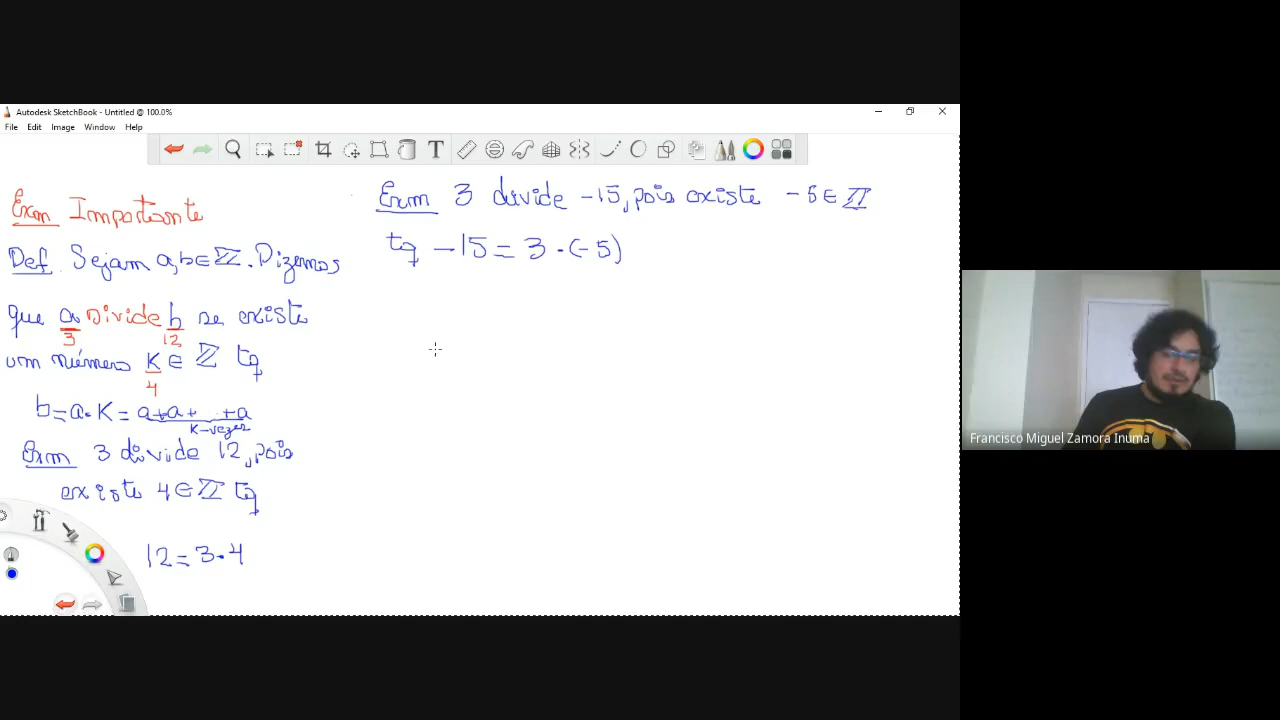 Autodesk SketchBook - Untitled @ 100.0%
File Edit Image Window Help
Exm Importante
Def. Sejam a,b∈ℤ. Dizemos
que a Divide b se existe
3 12
um número K ∈ ℤ tq
4
b=a·K = a+a+...+a
K-vezes
Exm 3 divide 12, pois
existe 4∈ℤ tq
12=3·4
Exm 3 divide -15, pois existe -5∈ℤ
tq -15=3·(-5)
Francisco Miguel Zamora Inuma